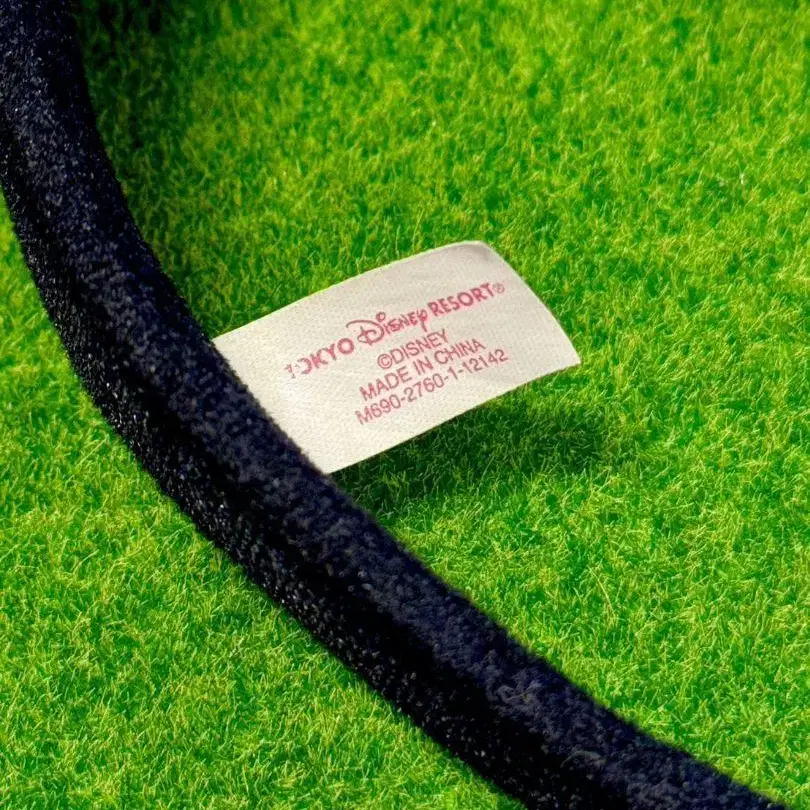 TOKYO Disney RESORT®
©DISNEY
MADE IN CHINA
M690-2760-1-12142